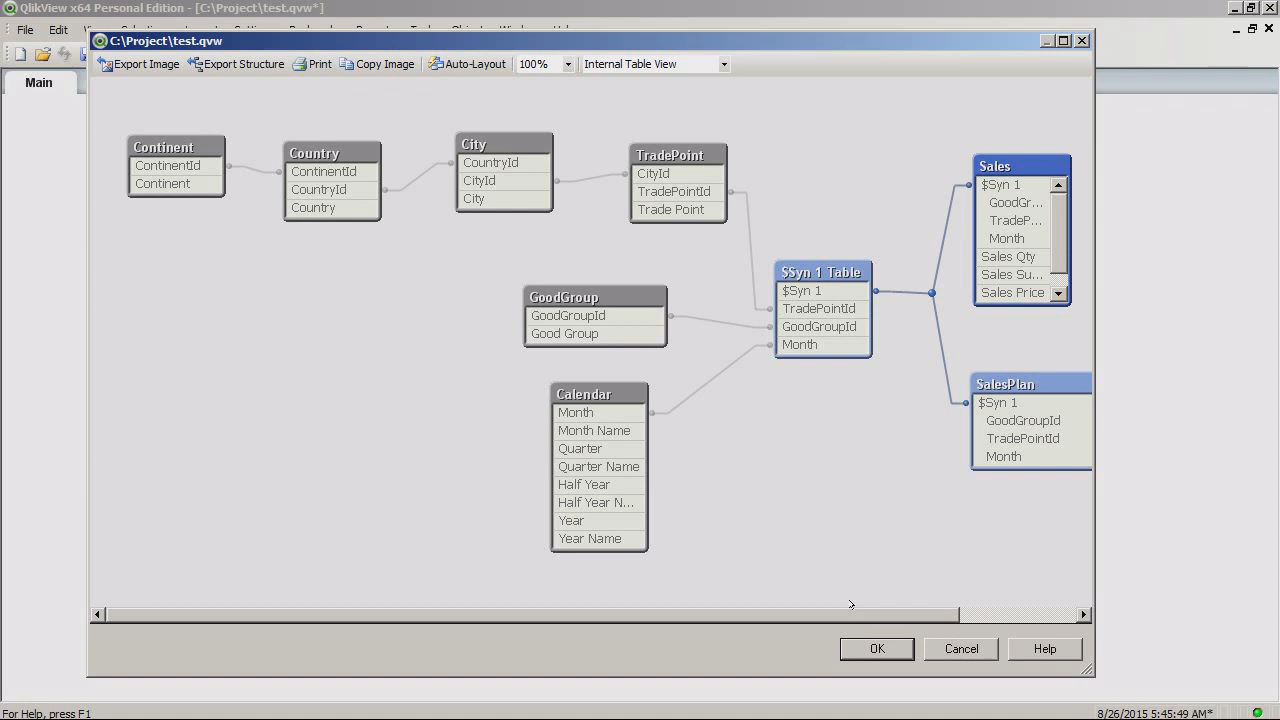 QlikView x64 Personal Edition - [C:\Project\test.qvw*]
File Edit
C:\Project\test.qvw
Export Image Export Structure Print Copy Image Auto-Layout 100% Internal Table View
Main
Continent
ContinentId
Continent
Country
ContinentId
CountryId
Country
City
CountryId
CityId
City
TradePoint
CityId
TradePointId
Trade Point
Sales
$Syn 1
GoodGr...
TradeP...
Month
Sales Qty
Sales Su...
Sales Price
$Syn 1 Table
$Syn 1
TradePointId
GoodGroupId
Month
GoodGroup
GoodGroupId
Good Group
Calendar
Month
Month Name
Quarter
Quarter Name
Half Year
Half Year N...
Year
Year Name
SalesPlan
$Syn 1
GoodGroupId
TradePointId
Month
OK Cancel Help
For Help, press F1 8/26/2015 5:45:49 AM*